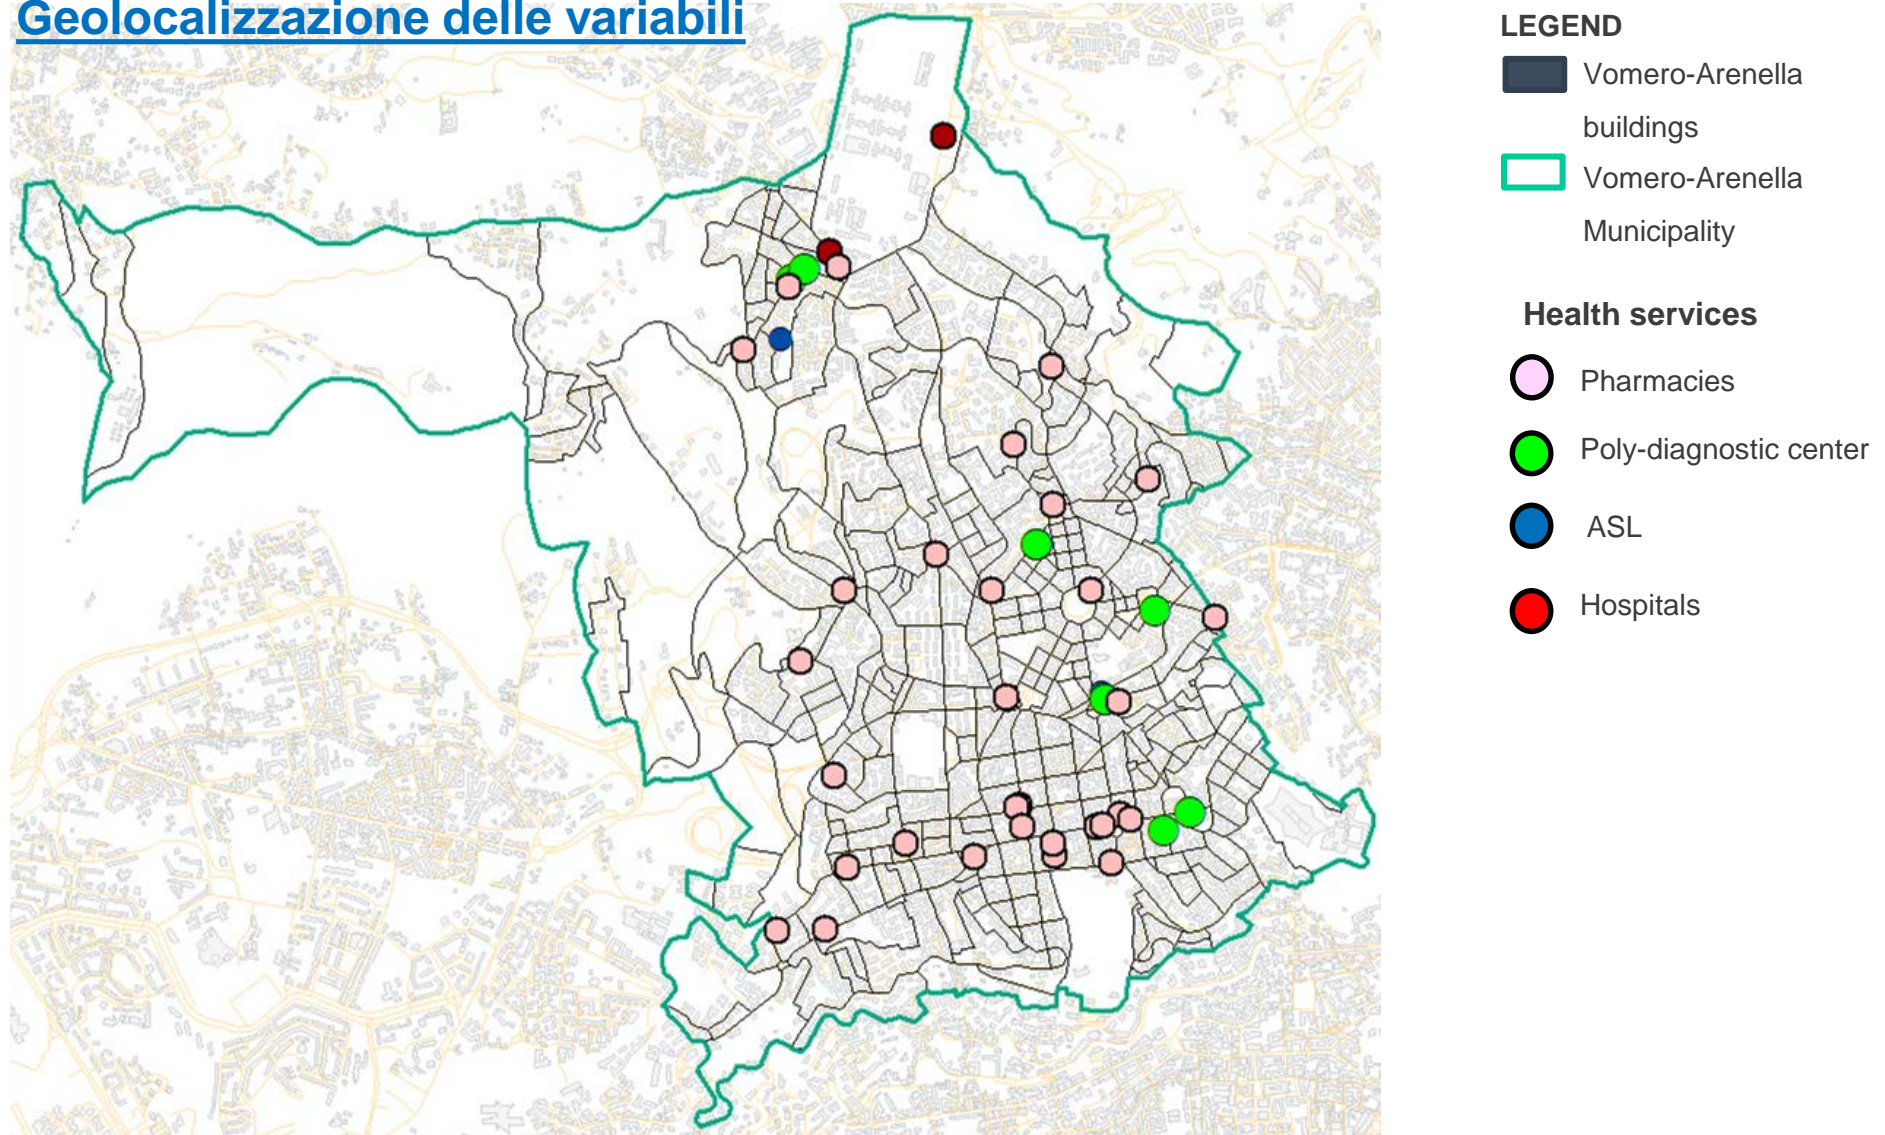 Geolocalizzazione delle variabili
LEGEND
Vomero-Arenella
buildings
Vomero-Arenella
Municipality
Health services
Pharmacies
Poly-diagnostic center
ASL
Hospitals